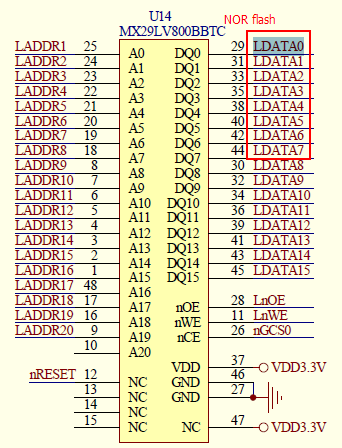 U14
NOR flash
MX29LV800BBTC
LADDR1 25 A0 DQ0 29 LDATA0
LADDR2 24 A1 DQ1 31 LDATA1
LADDR3 23 A2 DQ2 33 LDATA2
LADDR4 22 A3 DQ3 35 LDATA3
LADDR5 21 A4 DQ4 38 LDATA4
LADDR6 20 A5 DQ5 40 LDATA5
LADDR7 19 A6 DQ6 42 LDATA6
LADDR8 18 A7 DQ7 44 LDATA7
LADDR9 8 A8 DQ8 30 LDATA8
LADDR10 7 A9 DQ9 32 LDATA9
LADDR11 6 A10 DQ10 34 LDATA10
LADDR12 5 A11 DQ11 36 LDATA11
LADDR13 4 A12 DQ12 39 LDATA12
LADDR14 3 A13 DQ13 41 LDATA13
LADDR15 2 A14 DQ14 43 LDATA14
LADDR16 1 A15 DQ15 45 LDATA15
LADDR17 48 A16
LADDR18 17 A17 nOE 28 LnOE
LADDR19 16 A18 nWE 11 LnWE
LADDR20 9 A19 nCE 26 nGCS0
10 A20
VDD 37 VDD3.3V
nRESET 12 NC GND 46
13 NC GND 27
14 NC
15 NC NC 47 VDD3.3V